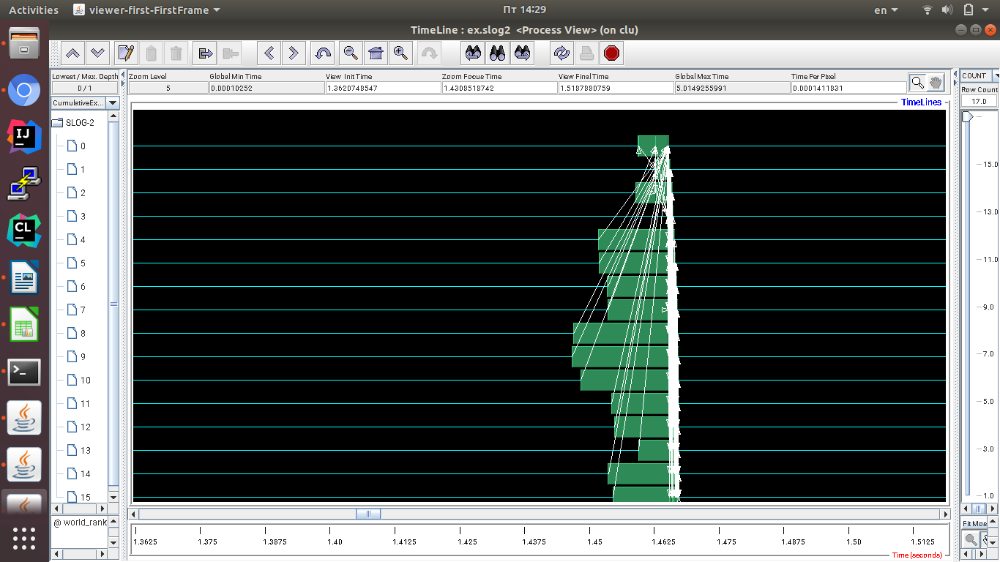 Activities viewer-first-FirstFrame Пт 14:29 en
TimeLine : ex.slog2 <Process View> (on clu)
Lowest / Max. Depth Zoom Level Global Min Time View Init Time Zoom Focus Time View Final Time Global Max Time Time Per Pixel COUNT
0 / 1 5 0.00010252 1.3620748547 1.4308518742 1.5187880759 5.0149255991 0.0001411831 Row Count
CumulativeEx... 17.0
TimeLines
SLOG-2
0
1
2
3
4
5
6
7
8
9
10
11
12
13
14
15
15.0
13.0
11.0
9.0
7.0
5.0
3.0
1.0
IJ
CL
@ world_rank
Fit Mos
1.3625 1.375 1.3875 1.40 1.4125 1.425 1.4375 1.45 1.4625 1.475 1.4875 1.50 1.5125
Time (seconds)